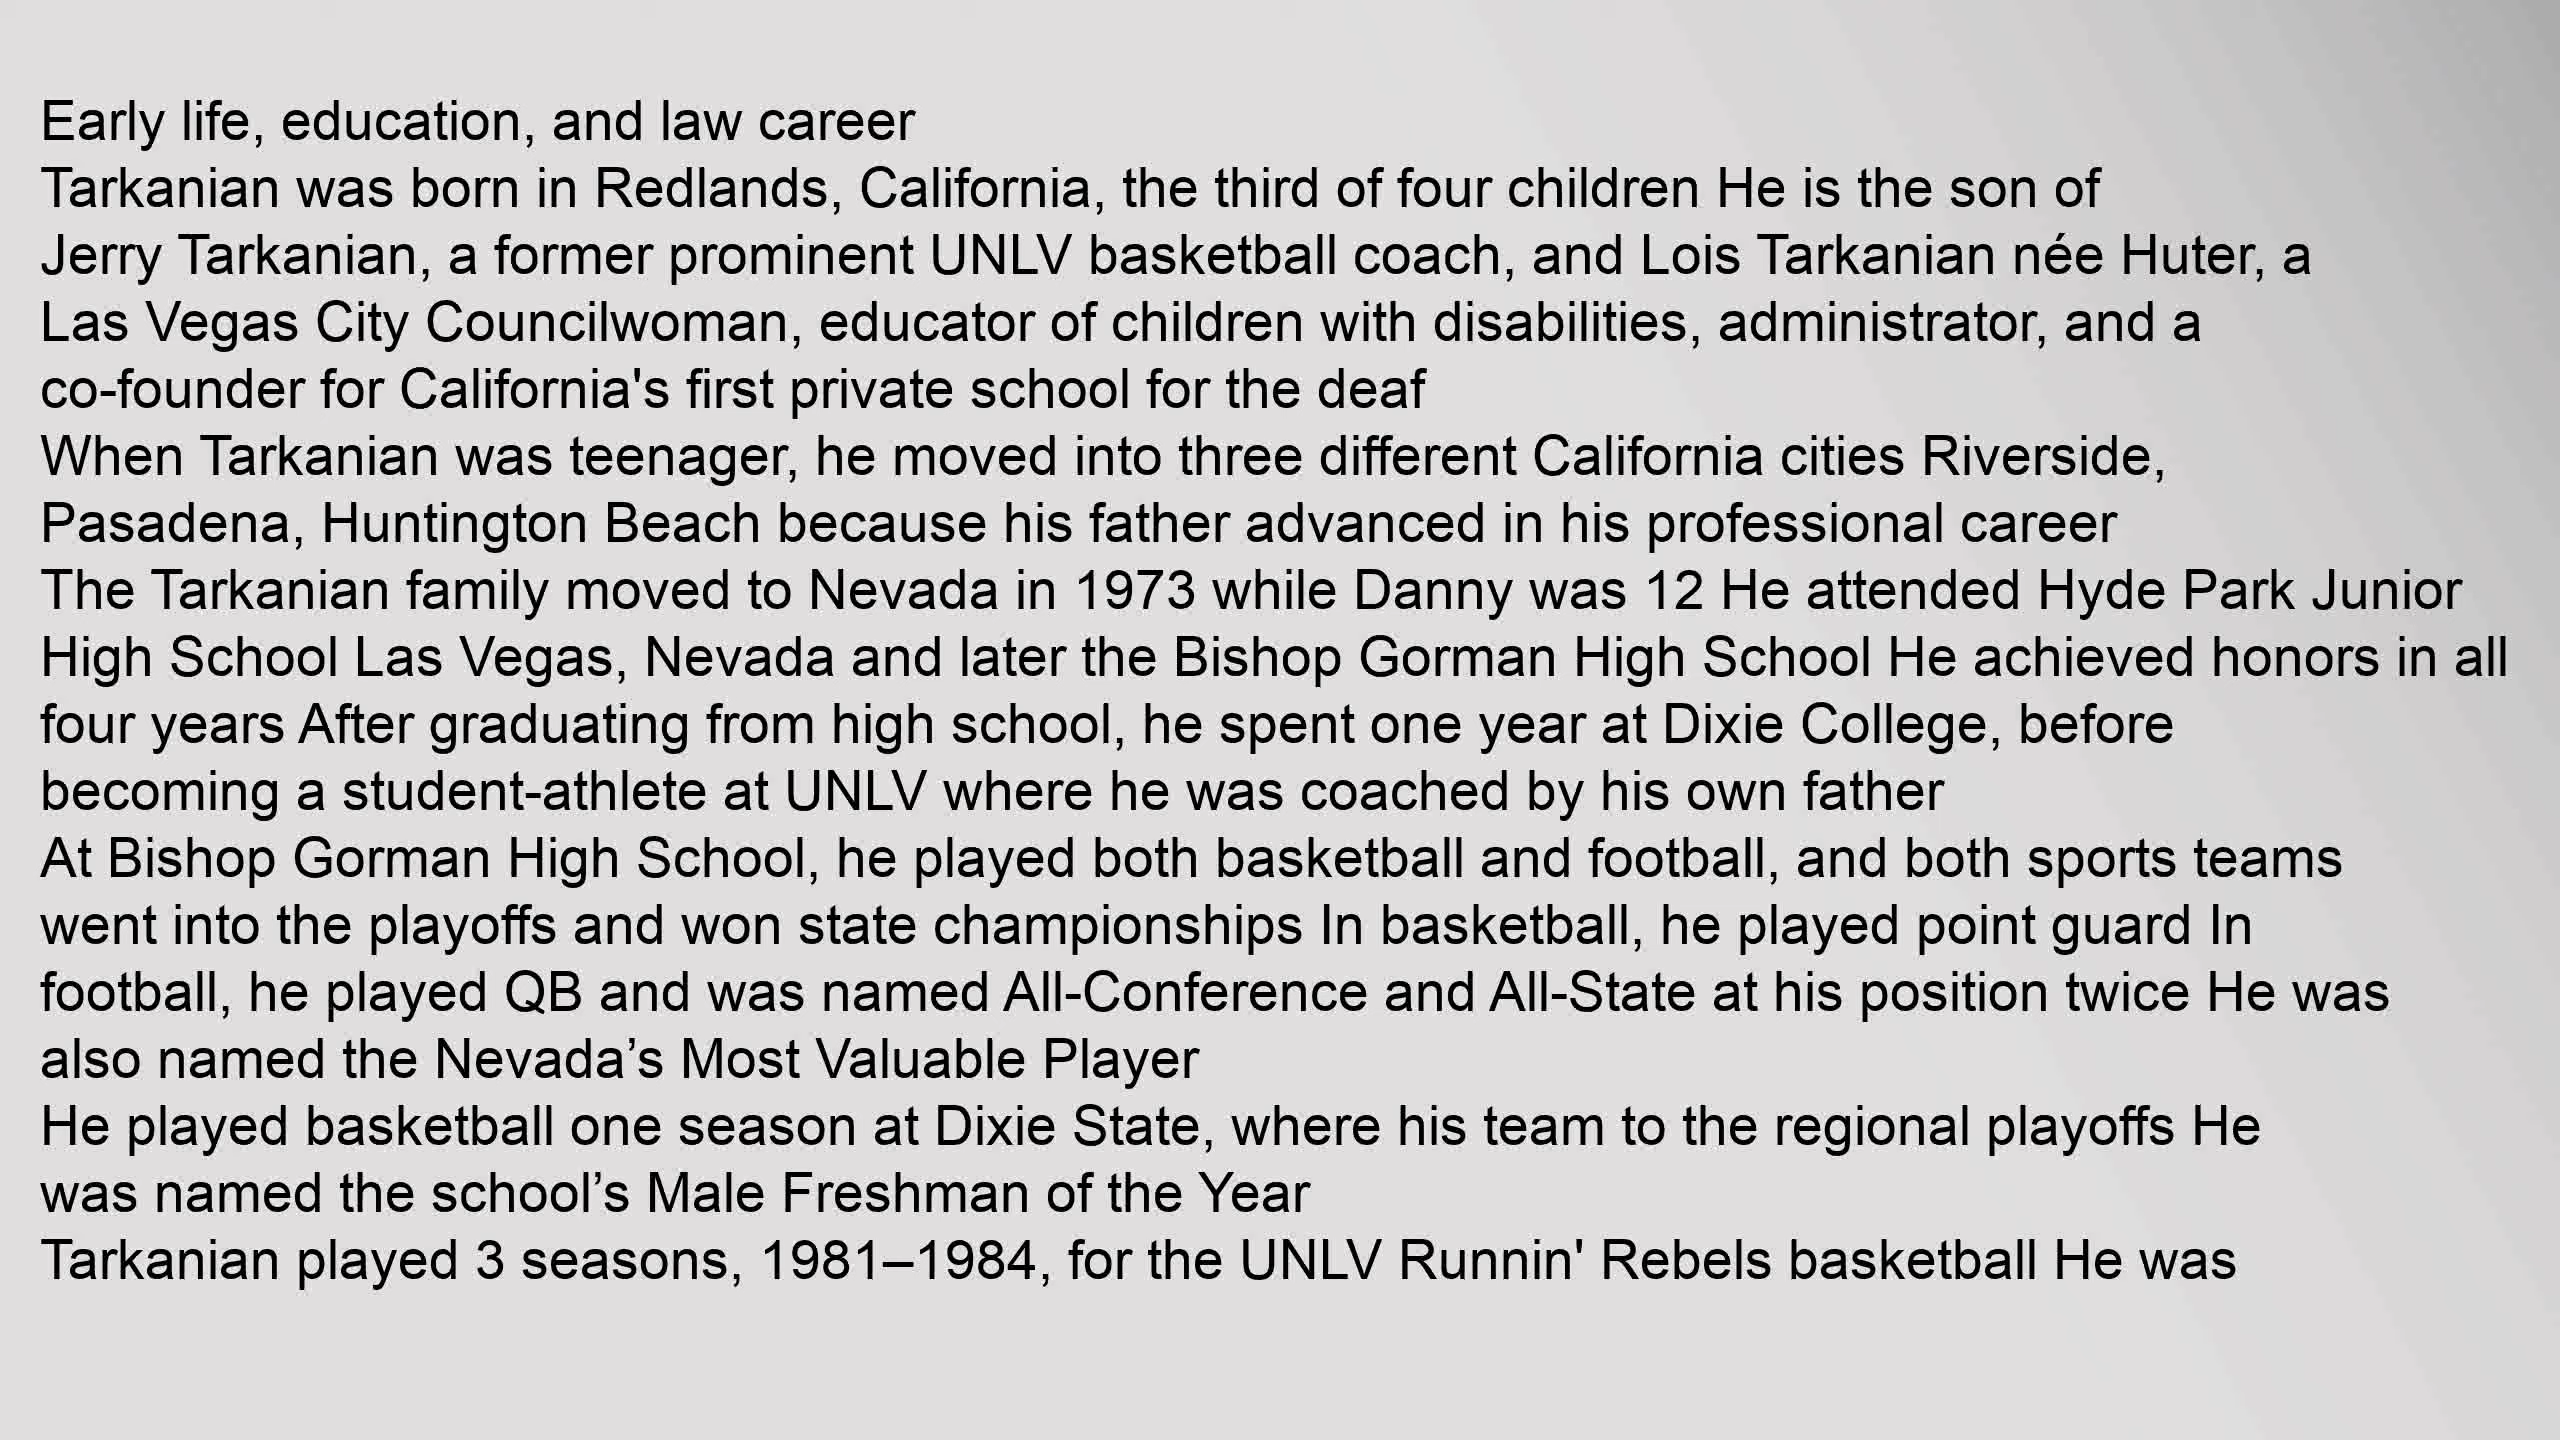 Early life, education, and law career
Tarkanian was born in Redlands, California, the third of four children He is the son of
Jerry Tarkanian, a former prominent UNLV basketball coach, and Lois Tarkanian née Huter, a
Las Vegas City Councilwoman, educator of children with disabilities, administrator, and a
co-founder for California's first private school for the deaf
When Tarkanian was teenager, he moved into three different California cities Riverside,
Pasadena, Huntington Beach because his father advanced in his professional career
The Tarkanian family moved to Nevada in 1973 while Danny was 12 He attended Hyde Park Junior
High School Las Vegas, Nevada and later the Bishop Gorman High School He achieved honors in all
four years After graduating from high school, he spent one year at Dixie College, before
becoming a student-athlete at UNLV where he was coached by his own father
At Bishop Gorman High School, he played both basketball and football, and both sports teams
went into the playoffs and won state championships In basketball, he played point guard In
football, he played QB and was named All-Conference and All-State at his position twice He was
also named the Nevada’s Most Valuable Player
He played basketball one season at Dixie State, where his team to the regional playoffs He
was named the school’s Male Freshman of the Year
Tarkanian played 3 seasons, 1981–1984, for the UNLV Runnin' Rebels basketball He was